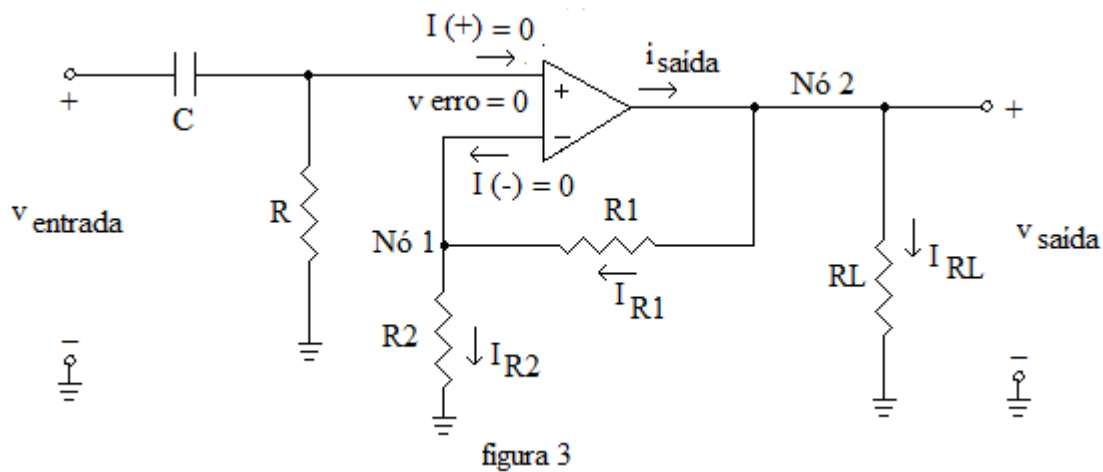 I (+) = 0
i saída
Nó 2
+
C
v erro = 0
+
−
+
I (-) = 0
v entrada
R
Nó 1
R1
I R1
RL
I RL
v saída
R2
I R2
−
−
figura 3